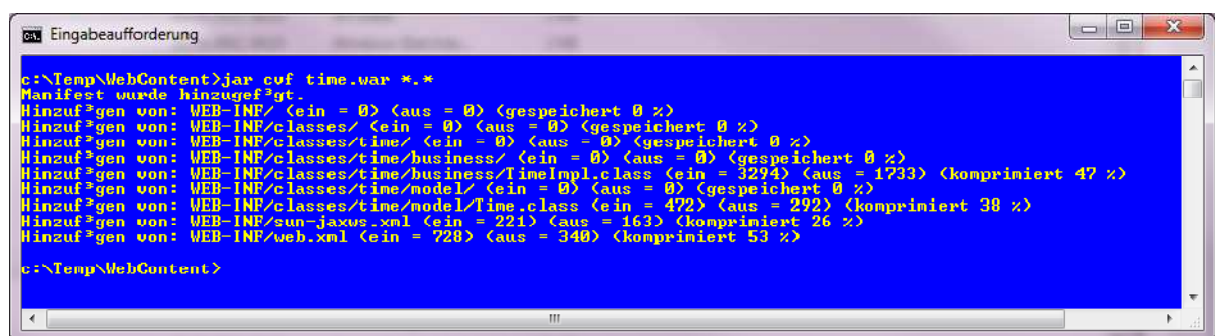 Eingabeaufforderung
c:\Temp\WebContent>jar cvf time.war *.*
Manifest wurde hinzugef³gt.
Hinzuf³gen von: WEB-INF/ (ein = 0) (aus = 0) (gespeichert 0 %)
Hinzuf³gen von: WEB-INF/classes/ (ein = 0) (aus = 0) (gespeichert 0 %)
Hinzuf³gen von: WEB-INF/classes/time/ (ein = 0) (aus = 0) (gespeichert 0 %)
Hinzuf³gen von: WEB-INF/classes/time/business/ (ein = 0) (aus = 0) (gespeichert 0 %)
Hinzuf³gen von: WEB-INF/classes/time/business/TimeImpl.class (ein = 3294) (aus = 1733) (komprimiert 47 %)
Hinzuf³gen von: WEB-INF/classes/time/model/ (ein = 0) (aus = 0) (gespeichert 0 %)
Hinzuf³gen von: WEB-INF/classes/time/model/Time.class (ein = 472) (aus = 292) (komprimiert 38 %)
Hinzuf³gen von: WEB-INF/sun-jaxws.xml (ein = 221) (aus = 163) (komprimiert 26 %)
Hinzuf³gen von: WEB-INF/web.xml (ein = 728) (aus = 340) (komprimiert 53 %)
c:\Temp\WebContent>